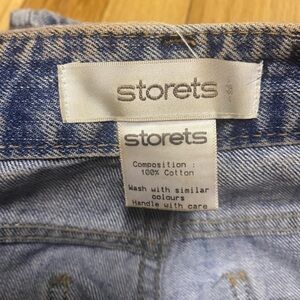 storets
storets
Composition :
100% Cotton
Wash with similar
colours
Handle with care